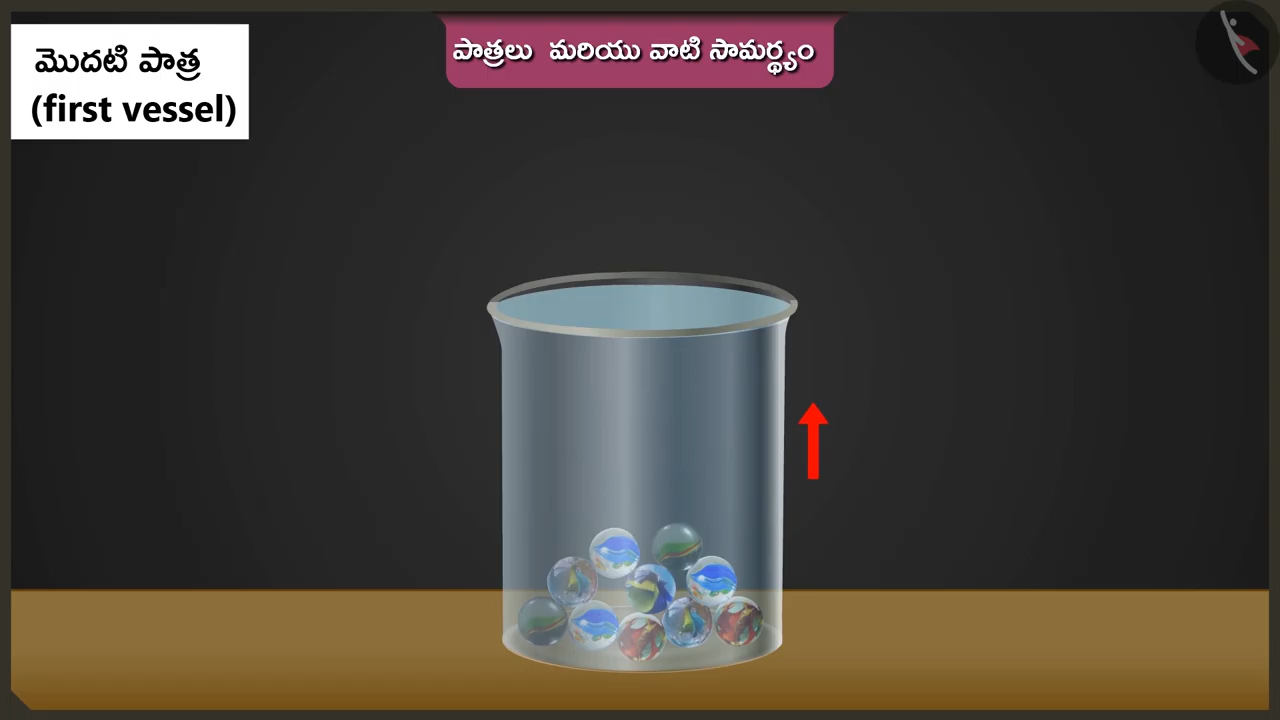 పాత్రలు మరియు వాటి సామర్థ్యం
మొదటి పాత్ర
(first vessel)